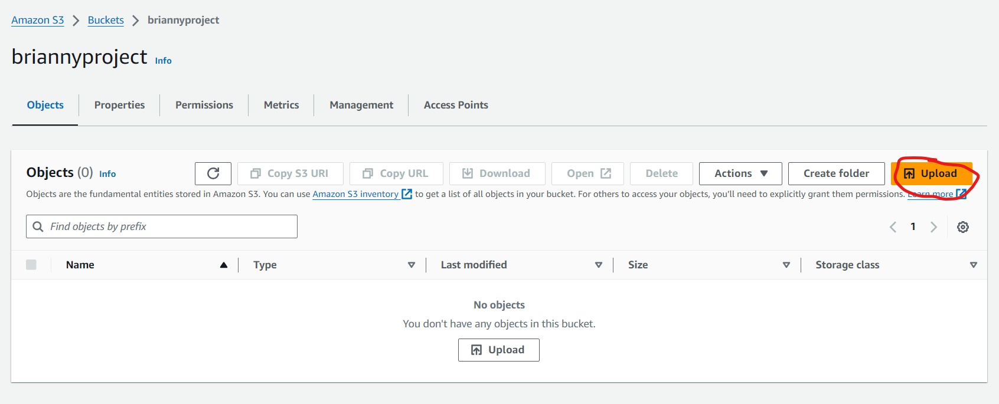 Amazon S3 > Buckets > briannyproject
briannyproject Info
Objects Properties Permissions Metrics Management Access Points
Objects (0) Info Copy S3 URI Copy URL Download Open Delete Actions Create folder Upload
Objects are the fundamental entities stored in Amazon S3. You can use Amazon S3 inventory to get a list of all objects in your bucket. For others to access your objects, you'll need to explicitly grant them permissions. Learn more
Find objects by prefix 1
Name Type Last modified Size Storage class
No objects
You don't have any objects in this bucket.
Upload